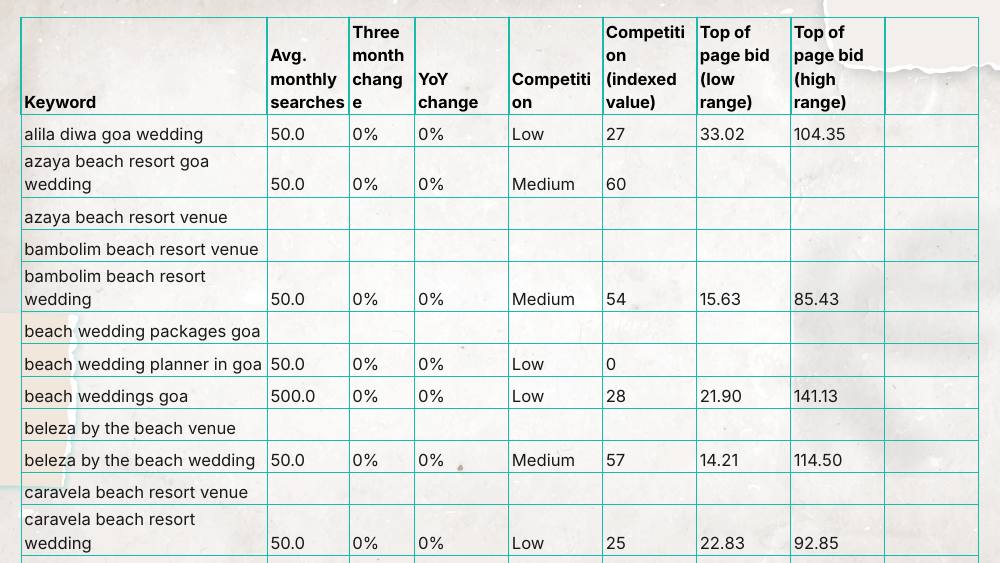 Keyword Avg. monthly searches Three month chang e YoY change Competiti on Competiti on (indexed value) Top of page bid (low range) Top of page bid (high range)
alila diwa goa wedding 50.0 0% 0% Low 27 33.02 104.35
azaya beach resort goa
wedding 50.0 0% 0% Medium 60
azaya beach resort venue
bambolim beach resort venue
bambolim beach resort
wedding 50.0 0% 0% Medium 54 15.63 85.43
beach wedding packages goa
beach wedding planner in goa 50.0 0% 0% Low 0
beach weddings goa 500.0 0% 0% Low 28 21.90 141.13
beleza by the beach venue
beleza by the beach wedding 50.0 0% 0% Medium 57 14.21 114.50
caravela beach resort venue
caravela beach resort
wedding 50.0 0% 0% Low 25 22.83 92.85